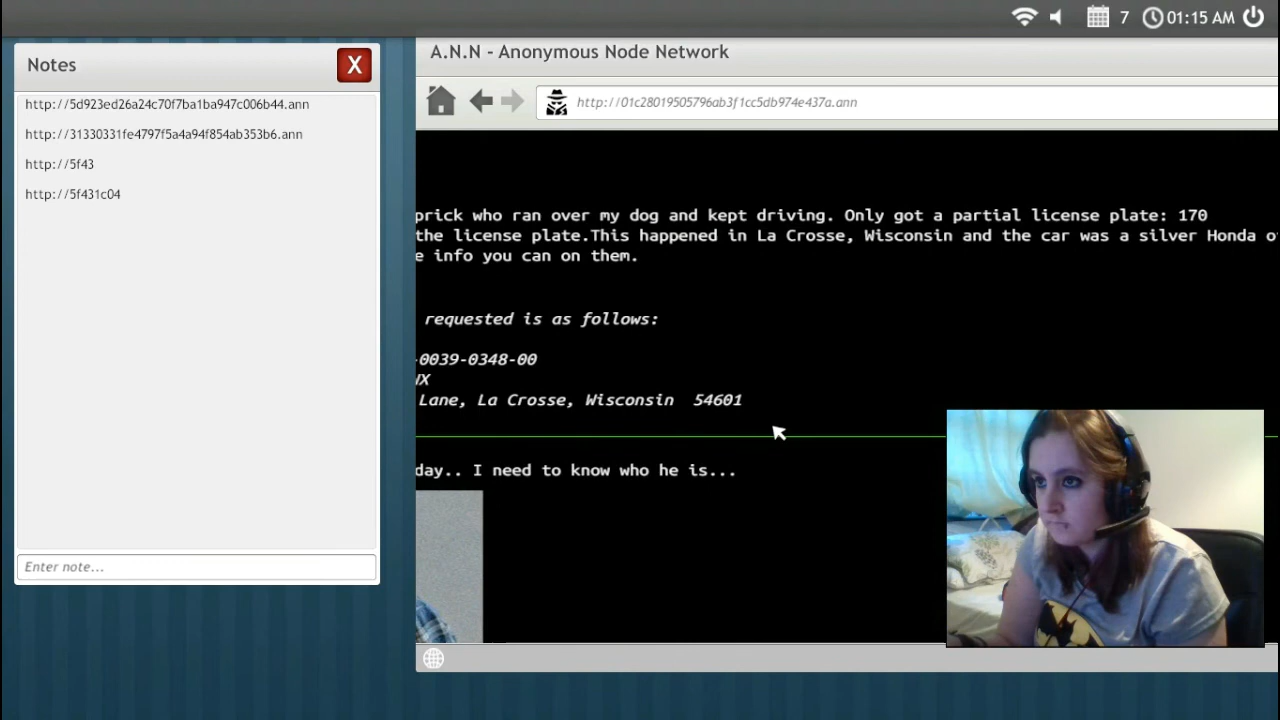 7 01:15 AM
Notes
X
http://5d923ed26a24c70f7ba1ba947c006b44.ann
http://31330331fe4797f5a4a94f854ab353b6.ann
http://5f43
http://5f431c04
Enter note...
A.N.N - Anonymous Node Network
http://01c28019505796ab3f1cc5db974e437a.ann
prick who ran over my dog and kept driving. Only got a partial license plate: 170
the license plate.This happened in La Crosse, Wisconsin and the car was a silver Honda
info you can on them.
requested is as follows:
-0039-0348-00
Lane, La Crosse, Wisconsin 54601
day.. I need to know who he is...